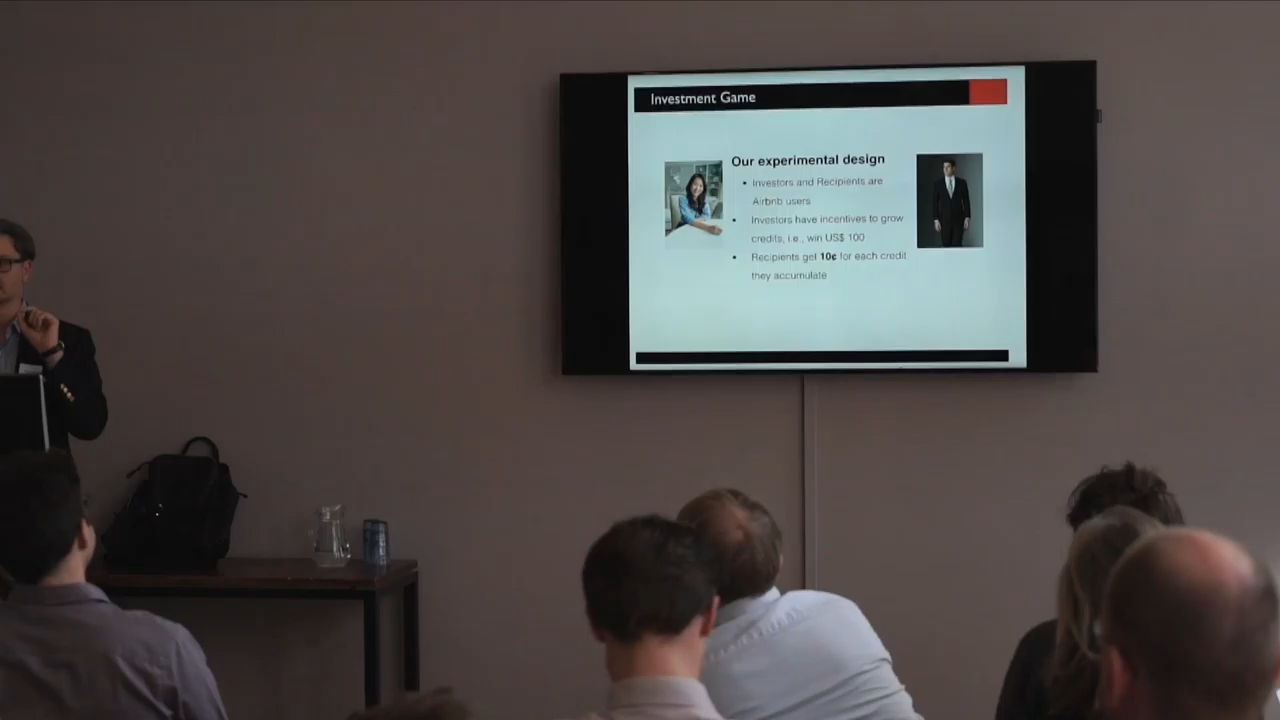 Investment Game
Our experimental design
• Investors and Recipients are
Airbnb users
• Investors have incentives to grow
credits, i.e., win US$ 100
• Recipients get 10¢ for each credit
they accumulate